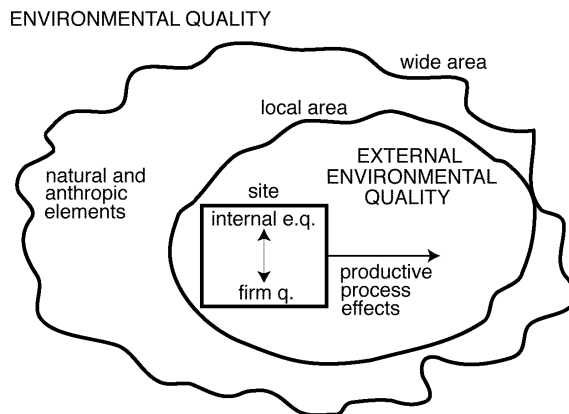 ENVIRONMENTAL QUALITY
wide area
local area
EXTERNAL
ENVIRONMENTAL
QUALITY
natural and
anthropic
elements
site
internal e.q.
firm q.
productive
process
effects